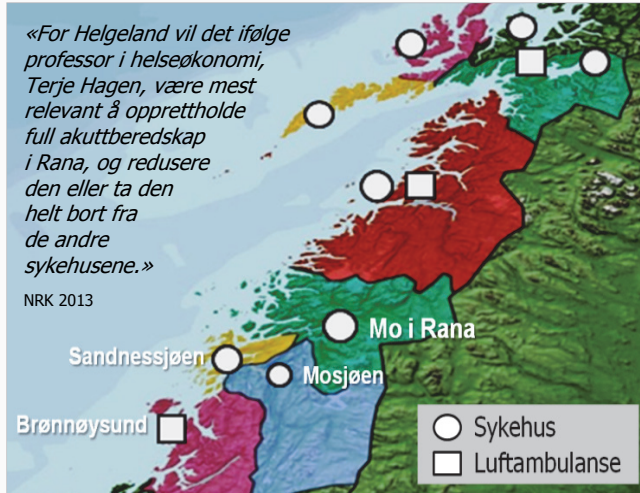 «For Helgeland vil det ifølge
professor i helseøkonomi,
Terje Hagen, være mest
relevant å opprettholde
full akuttberedskap
i Rana, og redusere
den eller ta den
helt bort fra
de andre
sykehusene.»
NRK 2013
Mo i Rana
Sandnessjøen
Mosjøen
Brønnøysund
Sykehus
Luftambulanse